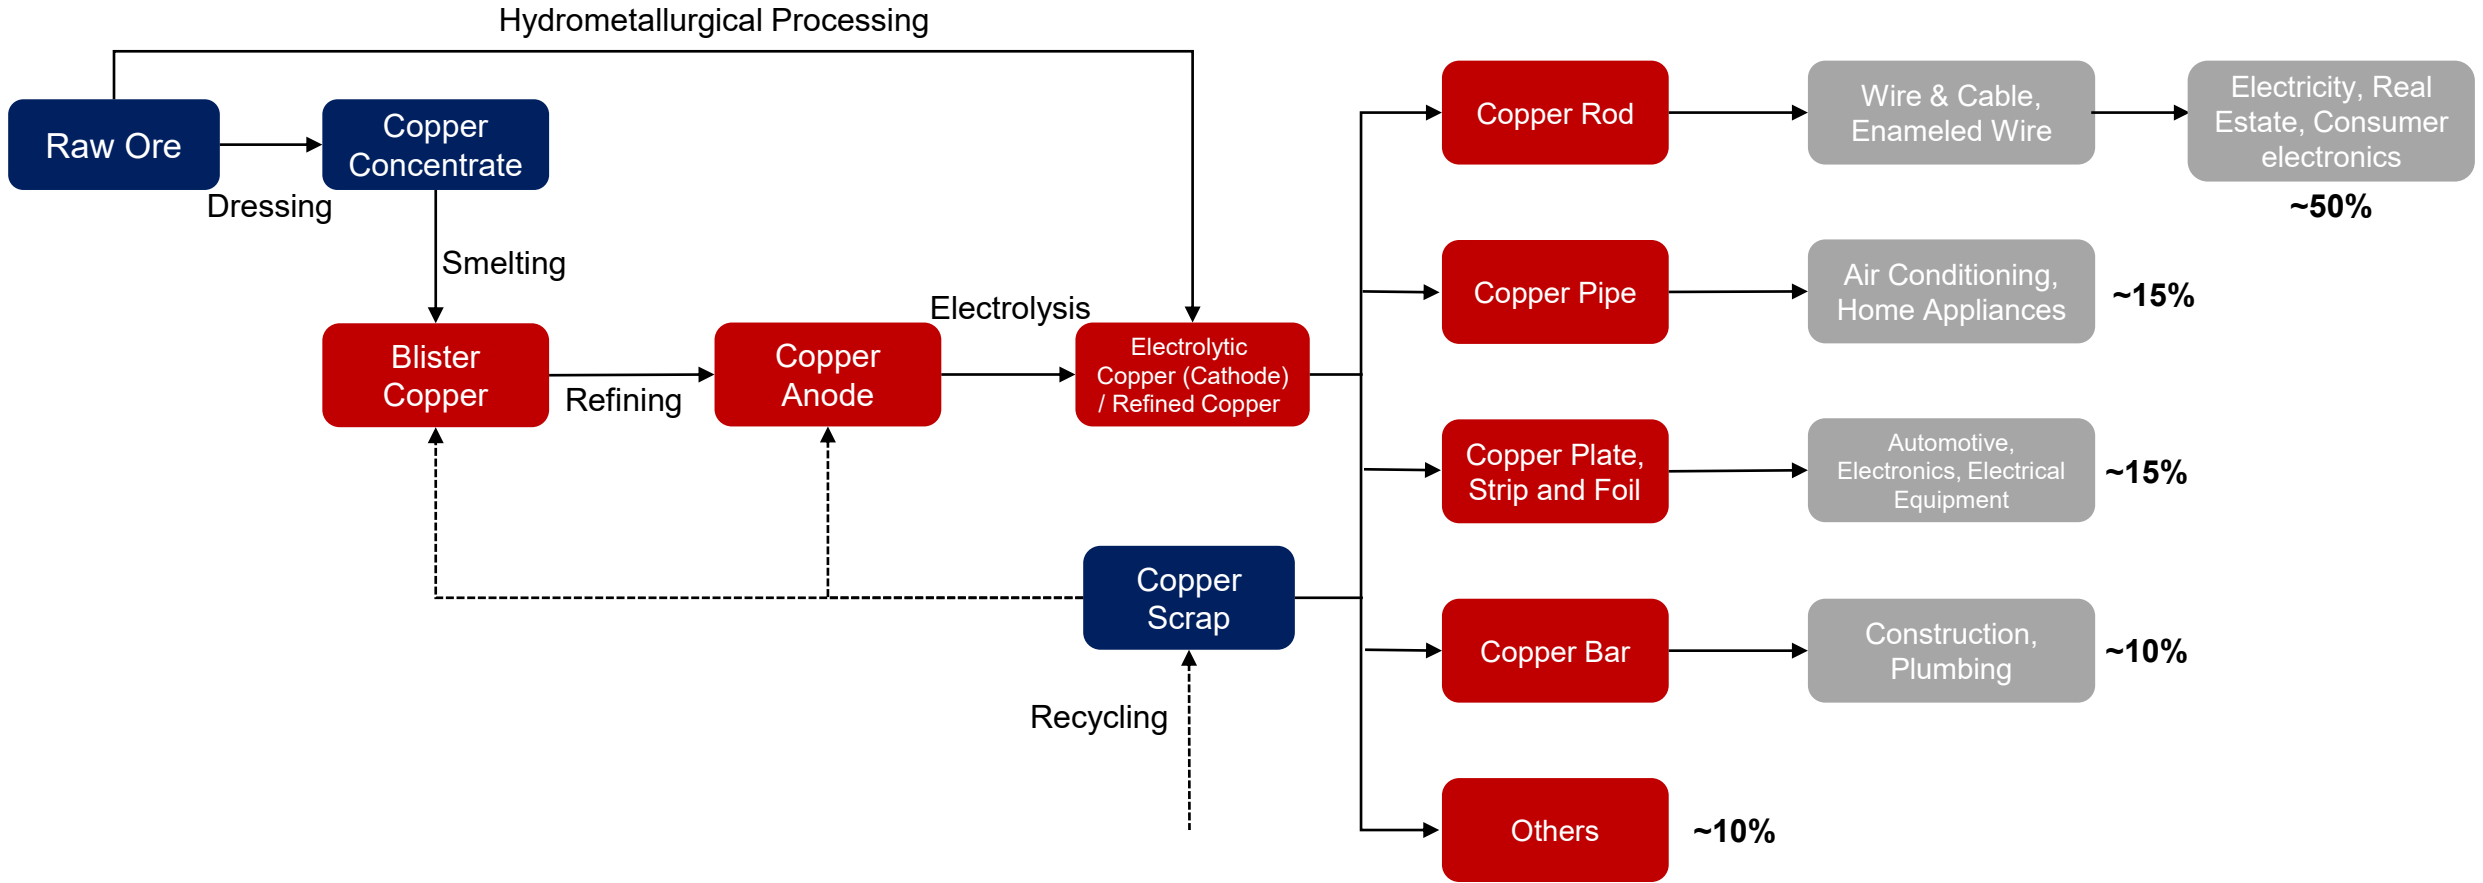 Hydrometallurgical Processing
Raw Ore
Dressing
Copper
Concentrate
Smelting
Blister
Copper
Refining
Copper
Anode
Electrolysis
Electrolytic
Copper (Cathode)
/ Refined Copper
Copper
Scrap
Recycling
Copper Rod
Wire & Cable,
Enameled Wire
Electricity, Real
Estate, Consumer
electronics
~50%
Copper Pipe
Air Conditioning,
Home Appliances
~15%
Copper Plate,
Strip and Foil
Automotive,
Electronics, Electrical
Equipment
~15%
Copper Bar
Construction,
Plumbing
~10%
Others
~10%